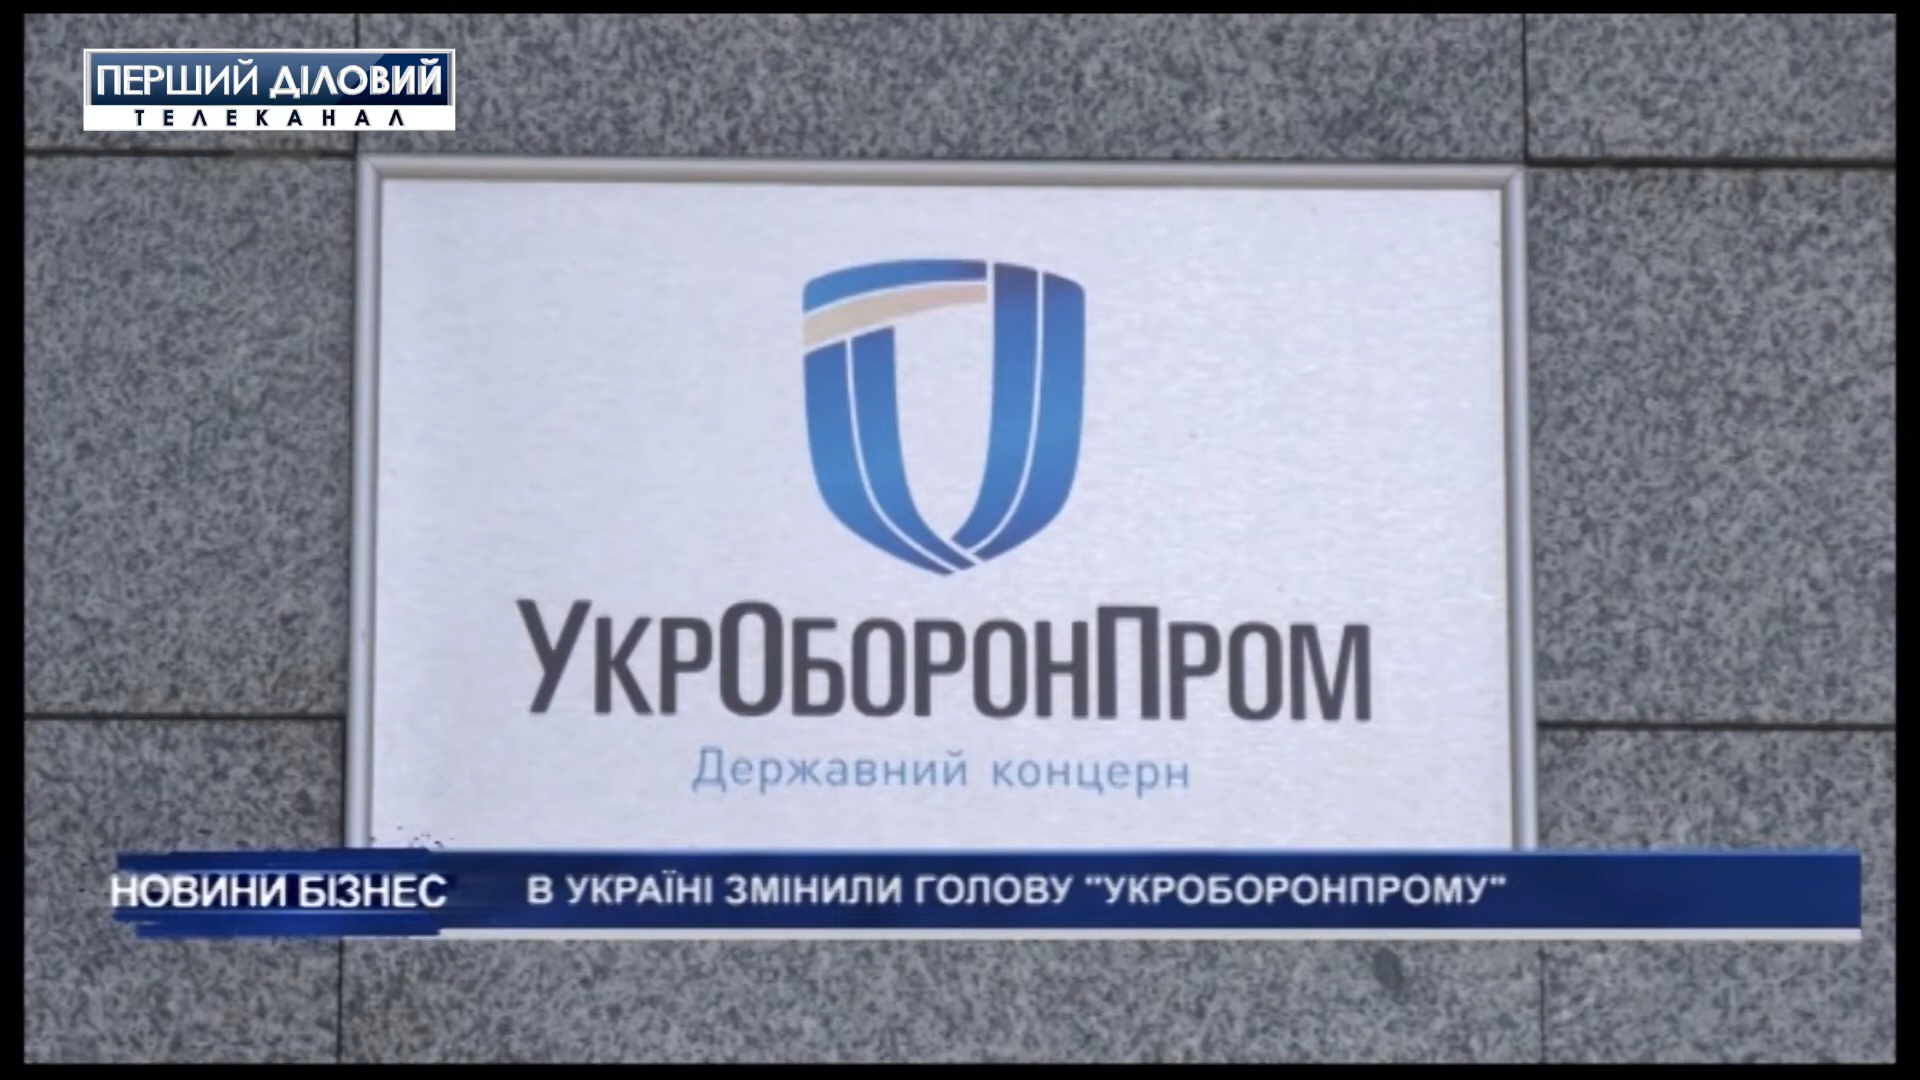 ПЕРШИЙ ДІЛОВИЙ
ТЕЛЕКАНАЛ
УКРОБОРОНПРОМ
Державний концерн
НОВИНИ БІЗНЕС
В УКРАЇНІ ЗМІНИЛИ ГОЛОВУ "УКРОБОРОНПРОМУ"